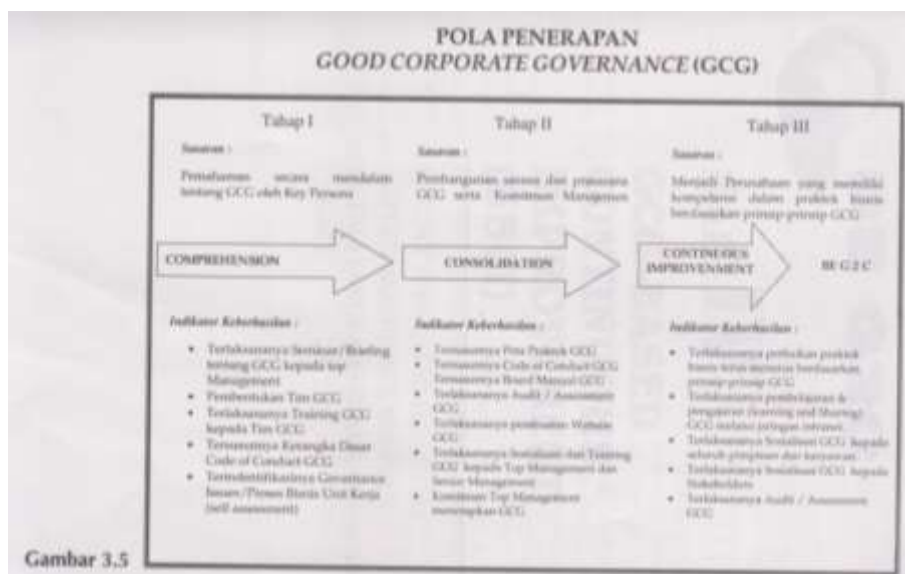 POLA PENERAPAN
GOOD CORPORATE GOVERNANCE (GCG)
Tahap I
Sasaran :
Pemahaman secara mendalam
tentang GCG oleh Key Persons
COMPREHENSION
Indikator Keberhasilan :
• Terlaksananya Seminar/Briefing
tentang GCG kepada top
Management
• Pembentukan Tim GCG
• Terlaksananya Training GCG
kepada Tim GCG
• Tersusunnya Kerangka Dasar
Code of Conduct GCG
• Teridentifikasinya Governance
Issues/Proses Bisnis Unit Kerja
(self assessment)
Tahap II
Sasaran :
Pembangunan sarana dan prasarana
GCG serta Komitmen Manajemen
CONSOLIDATION
Indikator Keberhasilan :
• Tersusunnya Peta Praktek GCG
• Tersusunnya Code of Conduct GCG
Tersusunnya Board Manual GCG
• Terlaksananya Audit / Assessment
GCG
• Terlaksananya pembuatan Website
GCG
• Terlaksananya Sosialisasi dan Training
GCG kepada Top Management dan
Senior Management
• Komitmen Top Management
menerapkan GCG
Tahap III
Sasaran :
Menjadi Perusahaan yang memiliki
kompetensi dalam praktek bisnis
berdasarkan prinsip-prinsip GCG
CONTINUOUS
IMPROVENMENT
BE G 2 C
Indikator Keberhasilan :
• Terlaksananya perbaikan praktek
bisnis terus menerus berdasarkan
prinsip-prinsip GCG
• Terlaksananya pembelajaran &
pengajaran (learning and Sharing)
GCG melalui jaringan intranet
• Terlaksananya Sosialisasi GCG kepada
seluruh pimpinan dan karyawan
• Terlaksananya Sosialisasi GCG kepada
Stakeholders
• Terlaksananya Audit / Assessment
GCG
Gambar 3.5